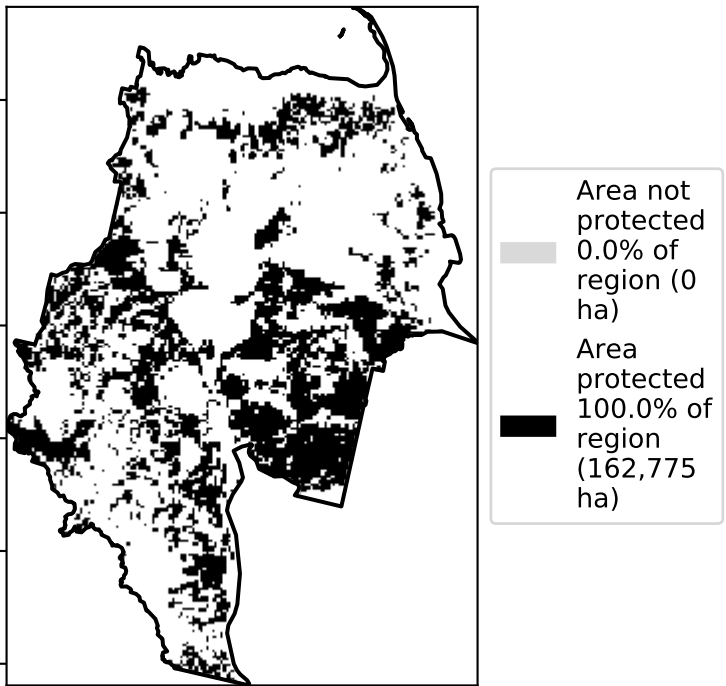 Area not
protected
0.0% of
region (0
ha)
Area
protected
100.0% of
region
(162,775
ha)